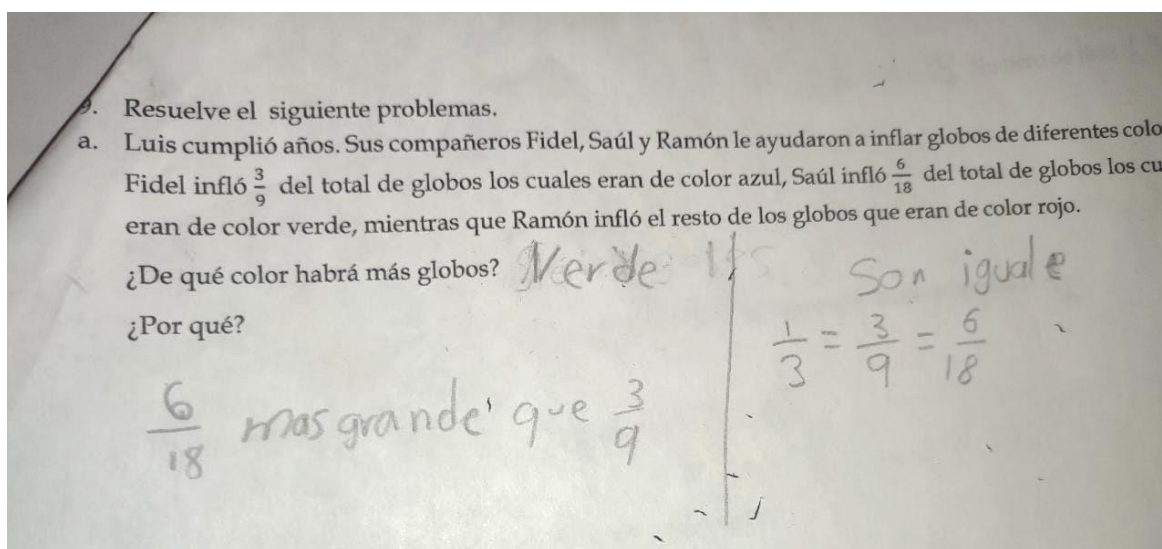 9. Resuelve el siguiente problemas.
a. Luis cumplió años. Sus compañeros Fidel, Saúl y Ramón le ayudaron a inflar globos de diferentes colo
Fidel infló 3/9 del total de globos los cuales eran de color azul, Saúl infló 6/18 del total de globos los cu
eran de color verde, mientras que Ramón infló el resto de los globos que eran de color rojo.
¿De qué color habrá más globos? Verde
¿Por qué?
6/18 mas grande que 3/9
Son iguale
1/3 = 3/9 = 6/18